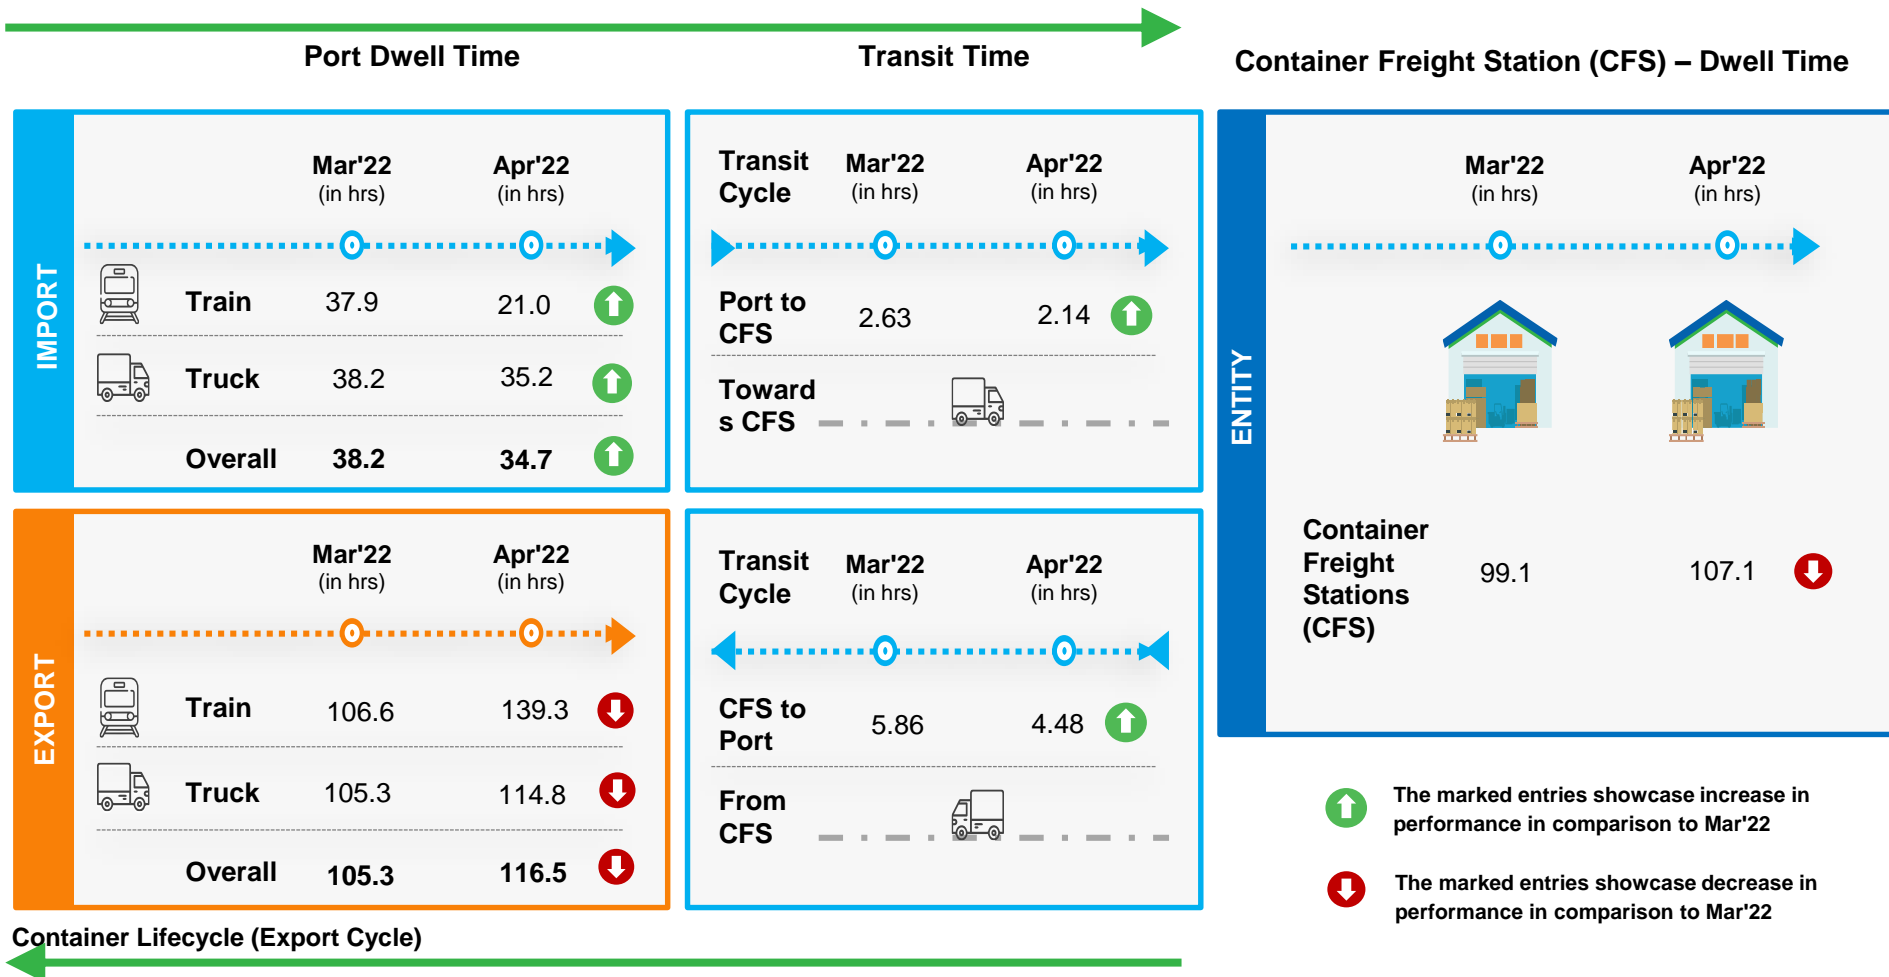 Port Dwell Time
Transit Time
Container Freight Station (CFS) – Dwell Time
IMPORT
Mar'22 Apr'22
(in hrs) (in hrs)
Train 37.9 21.0
Truck 38.2 35.2
Overall 38.2 34.7
Transit Mar'22 Apr'22
Cycle (in hrs) (in hrs)
Port to
CFS 2.63 2.14
Toward
s CFS
EXPORT
Mar'22 Apr'22
(in hrs) (in hrs)
Train 106.6 139.3
Truck 105.3 114.8
Overall 105.3 116.5
Transit Mar'22 Apr'22
Cycle (in hrs) (in hrs)
CFS to
Port 5.86 4.48
From
CFS
ENTITY
Mar'22 Apr'22
(in hrs) (in hrs)
Container
Freight 99.1 107.1
Stations
(CFS)
The marked entries showcase increase in
performance in comparison to Mar'22
The marked entries showcase decrease in
performance in comparison to Mar'22
Container Lifecycle (Export Cycle)